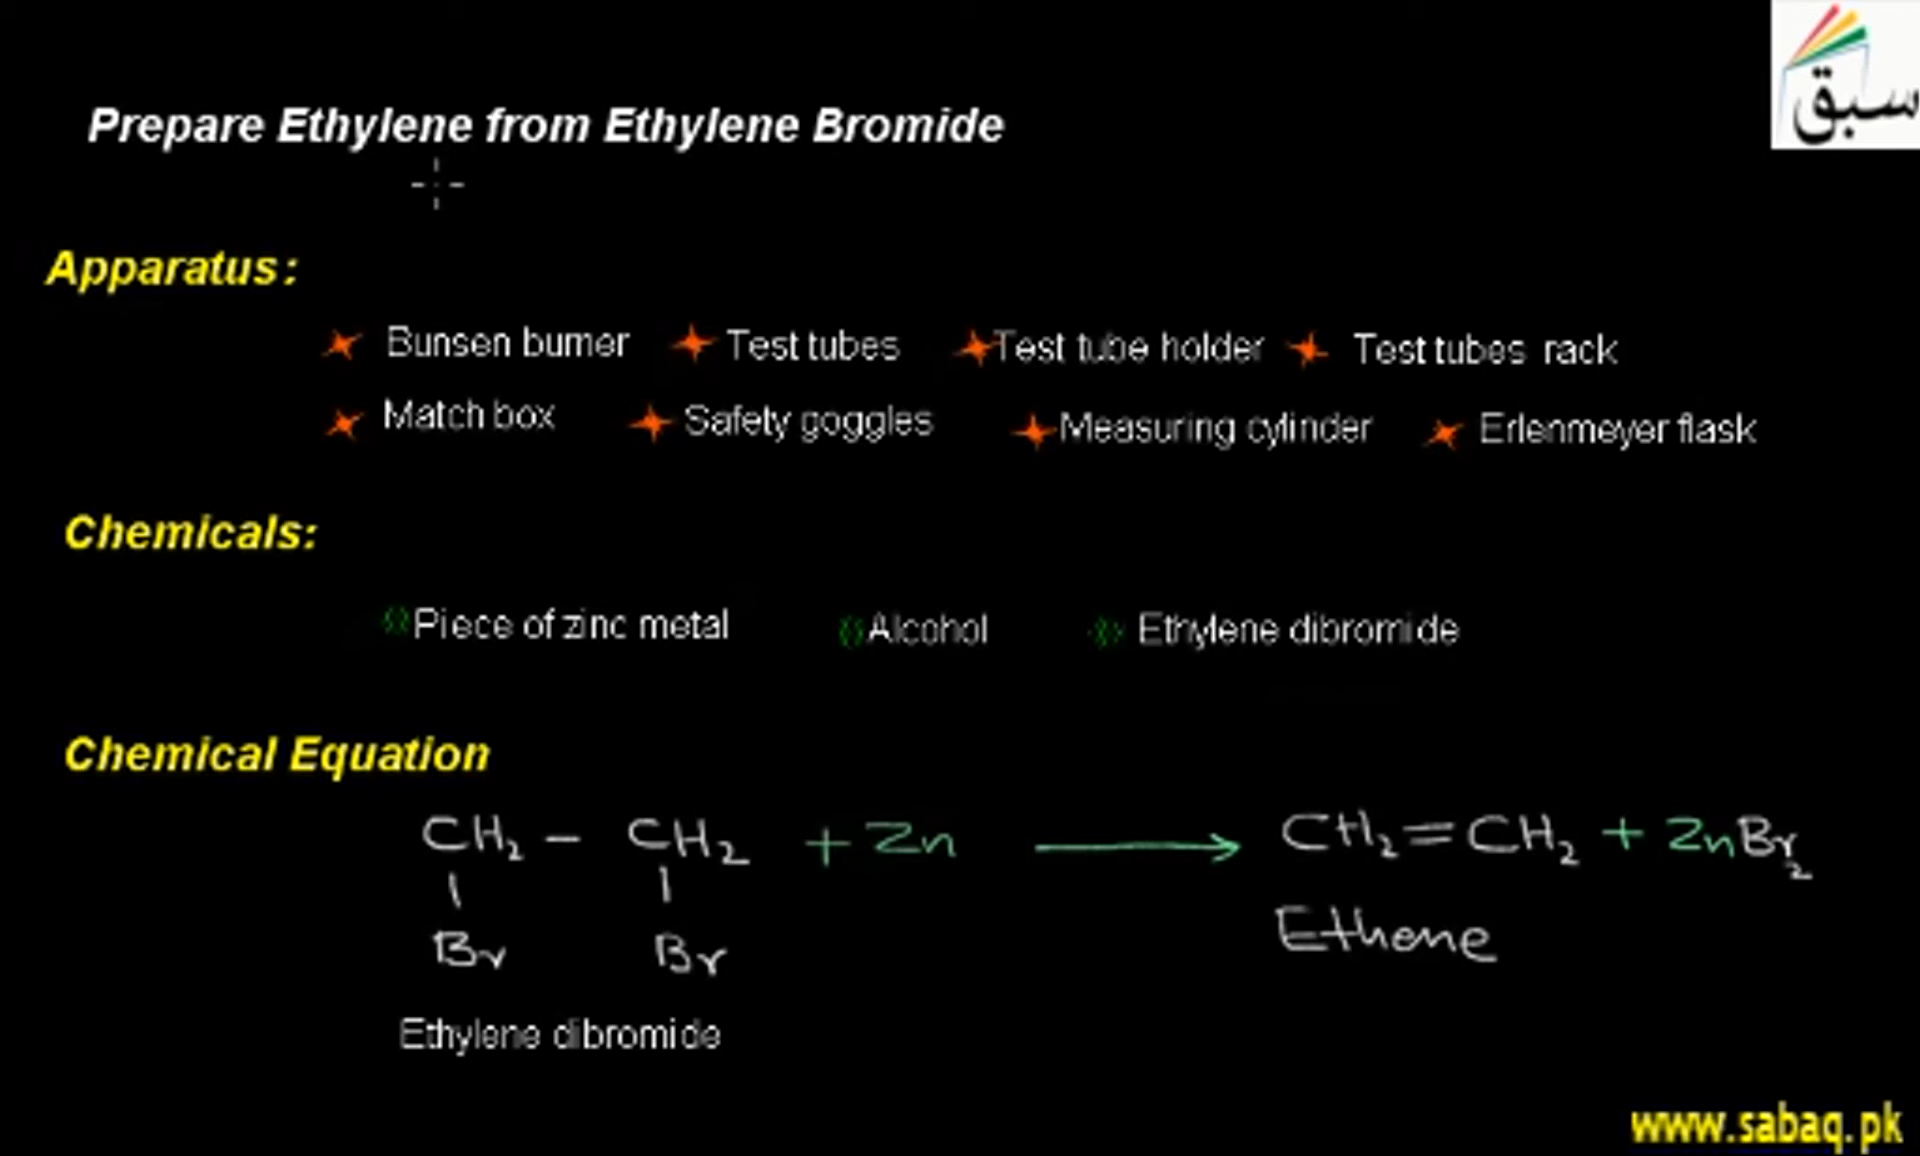 سبق
Prepare Ethylene from Ethylene Bromide
Apparatus:
Bunsen burner Test tubes Test tube holder Test tubes rack
Match box Safety goggles Measuring cylinder Erlenmeyer flask
Chemicals:
Piece of zinc metal Alcohol Ethylene dibromide
Chemical Equation
CH₂ – CH₂ + Zn → CH₂=CH₂ + ZnBr₂
Br Br Ethene
Ethylene dibromide
www.sabaq.pk